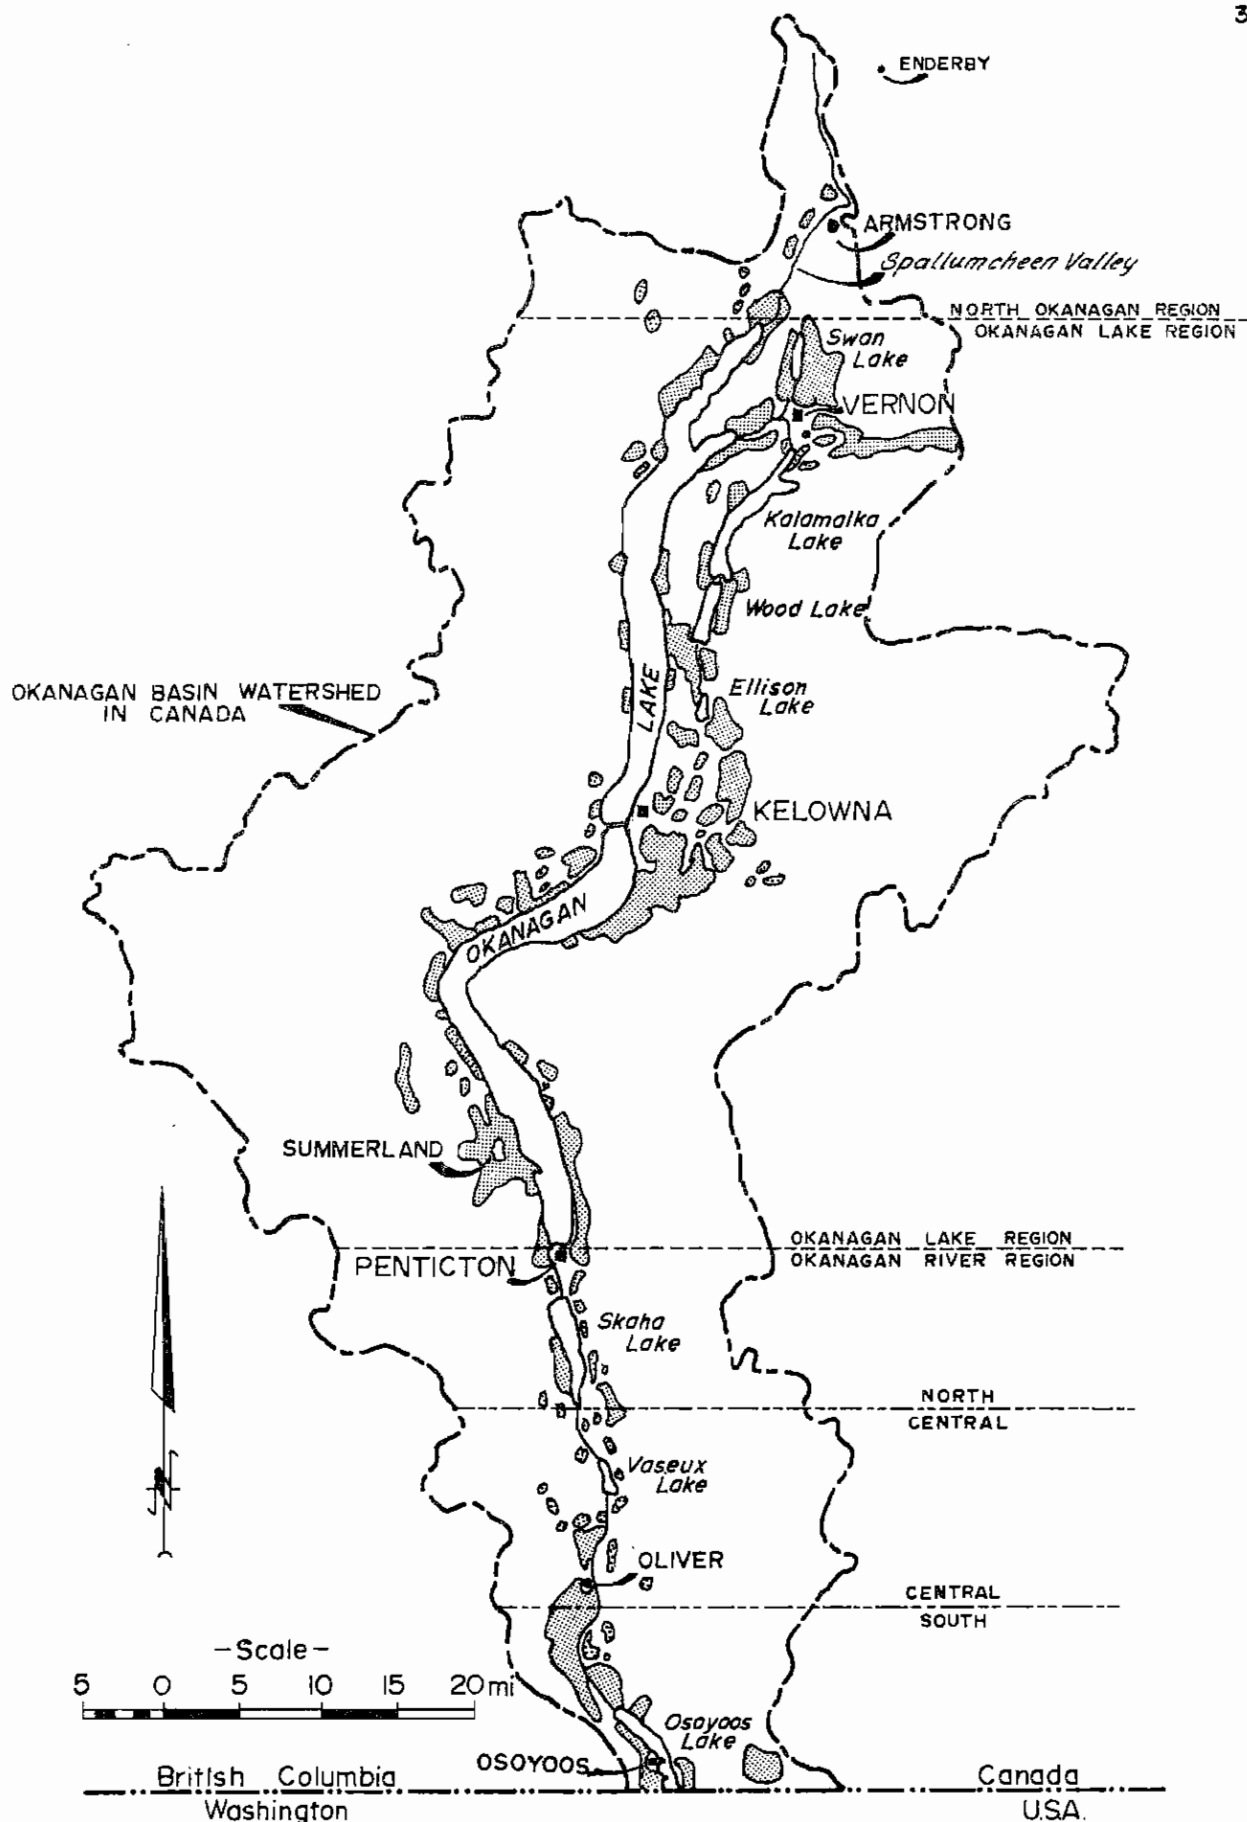 3
ENDERBY
ARMSTRONG
Spallumcheen Valley
NORTH OKANAGAN REGION
OKANAGAN LAKE REGION
Swan
Lake
VERNON
Kalamalka
Lake
Wood Lake
OKANAGAN BASIN WATERSHED
IN CANADA
LAKE
Ellison
Lake
KELOWNA
OKANAGAN
SUMMERLAND
OKANAGAN LAKE REGION
OKANAGAN RIVER REGION
PENTICTON
Skaha
Lake
NORTH
CENTRAL
Vaseux
Lake
OLIVER
CENTRAL
SOUTH
-Scale-
5 0 5 10 15 20 mi
Osoyoos
Lake
OSOYOOS
British Columbia
Canada
Washington
U.S.A.